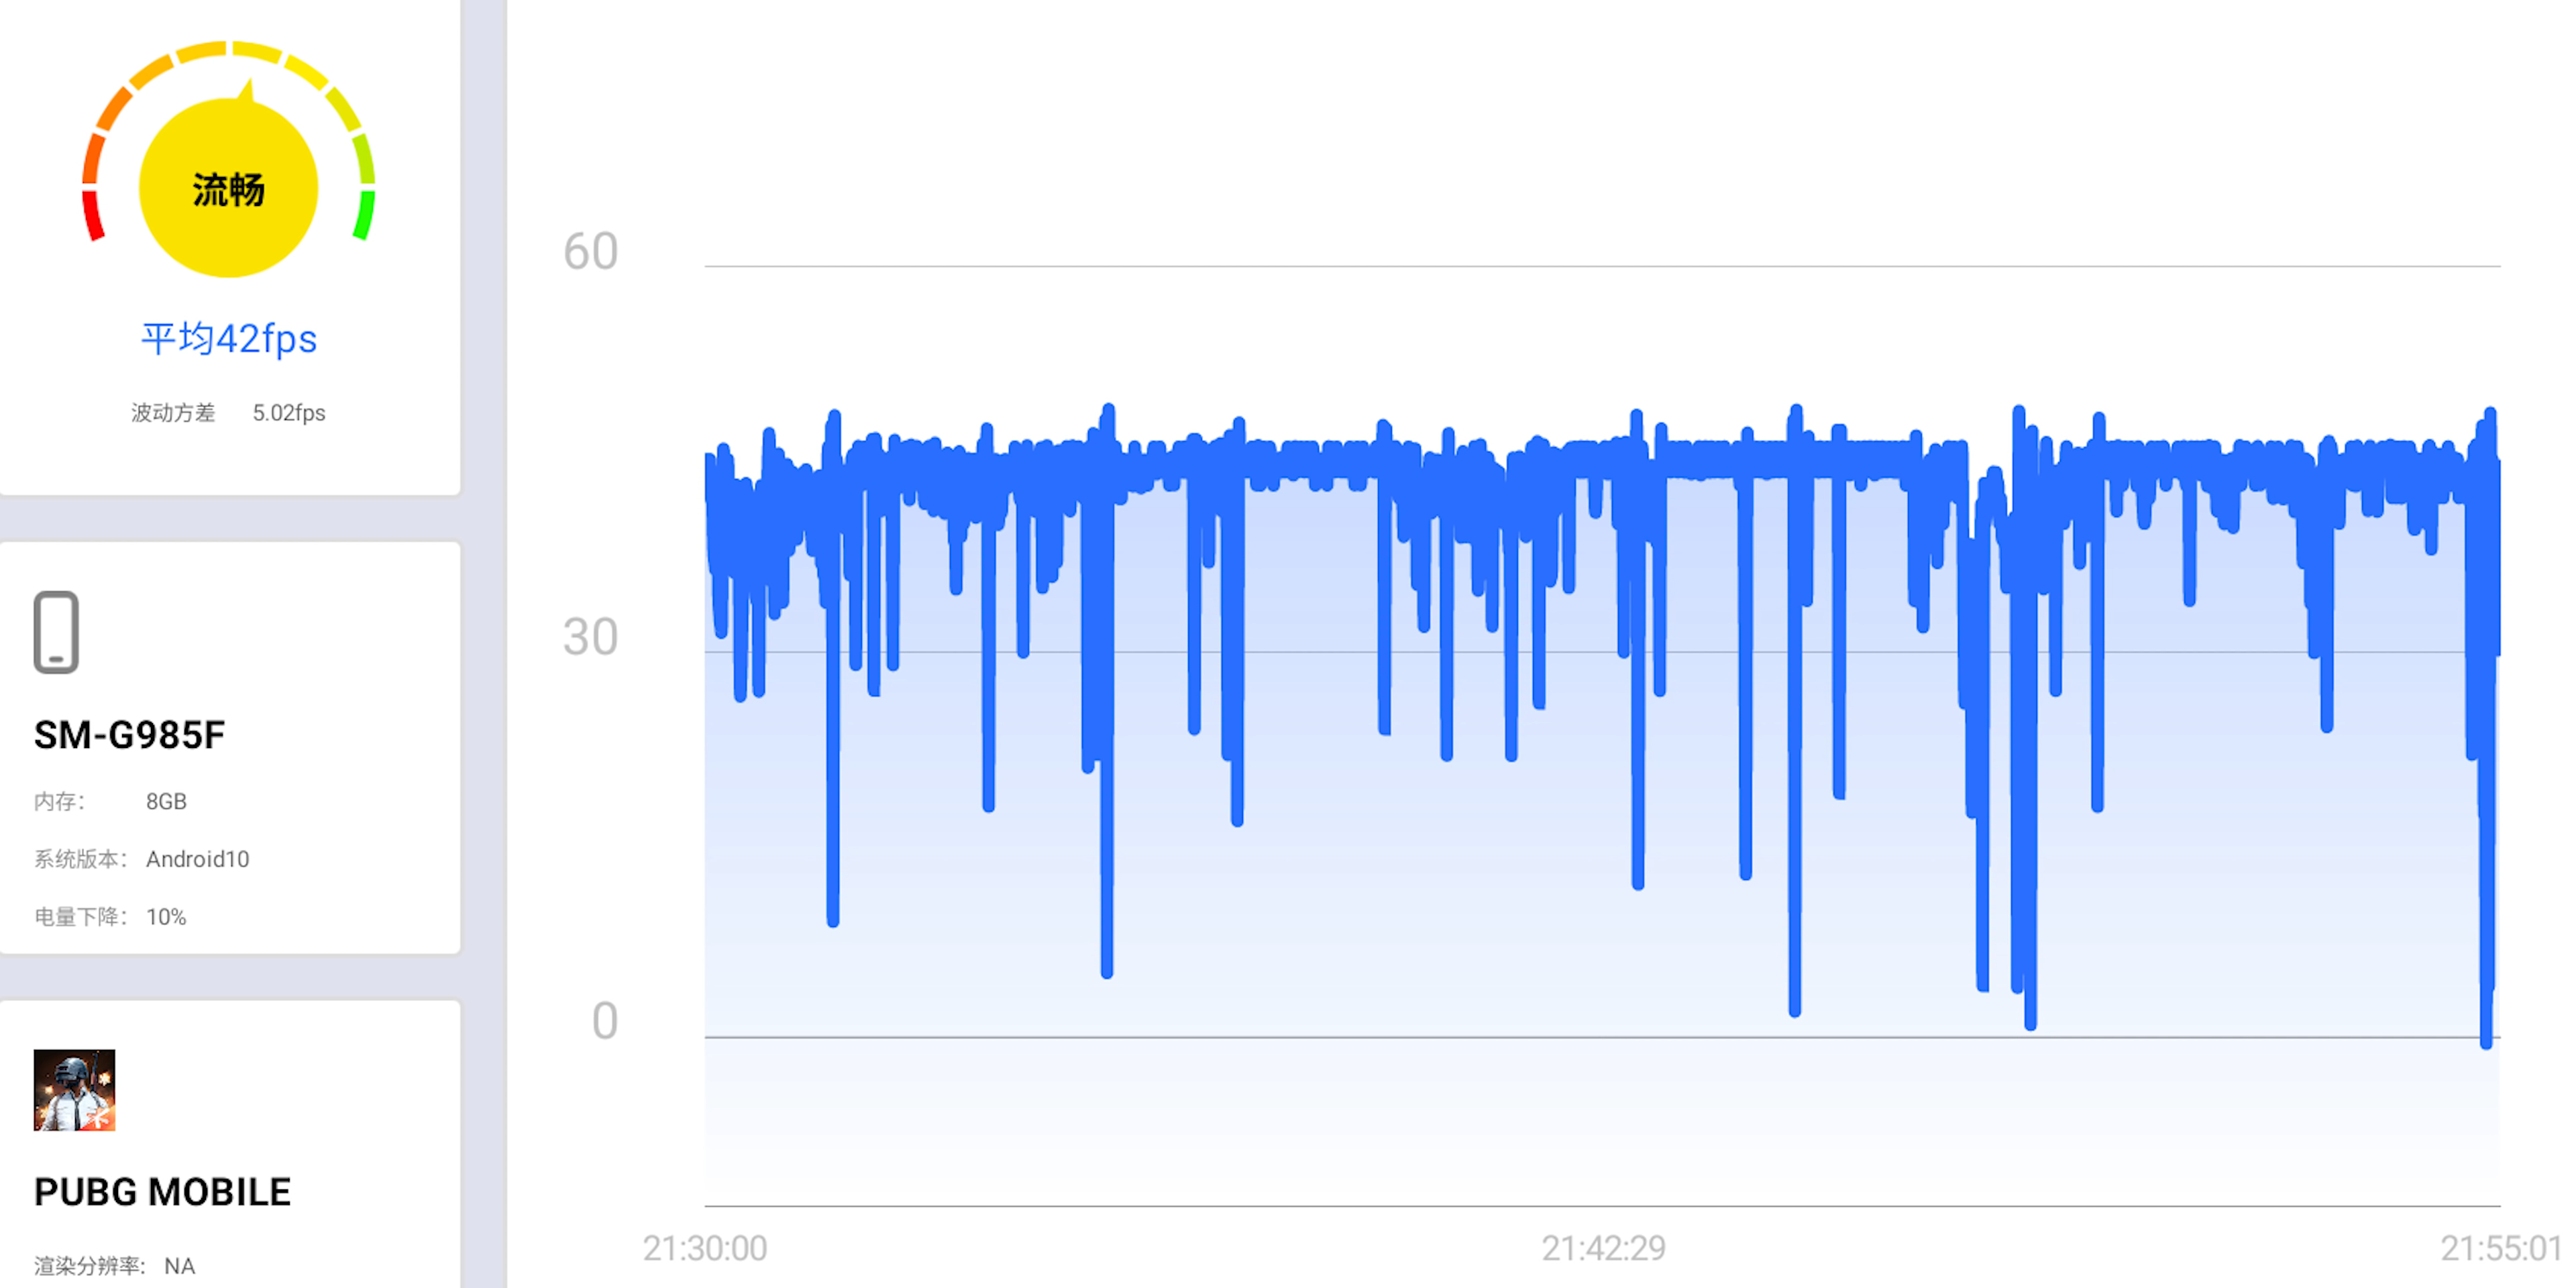 流畅
平均42fps
波动方差 5.02fps
SM-G985F
内存: 8GB
系统版本: Android10
电量下降: 10%
PUBG MOBILE
渲染分辨率: NA
60
30
0
21:30:00 21:42:29 21:55:01